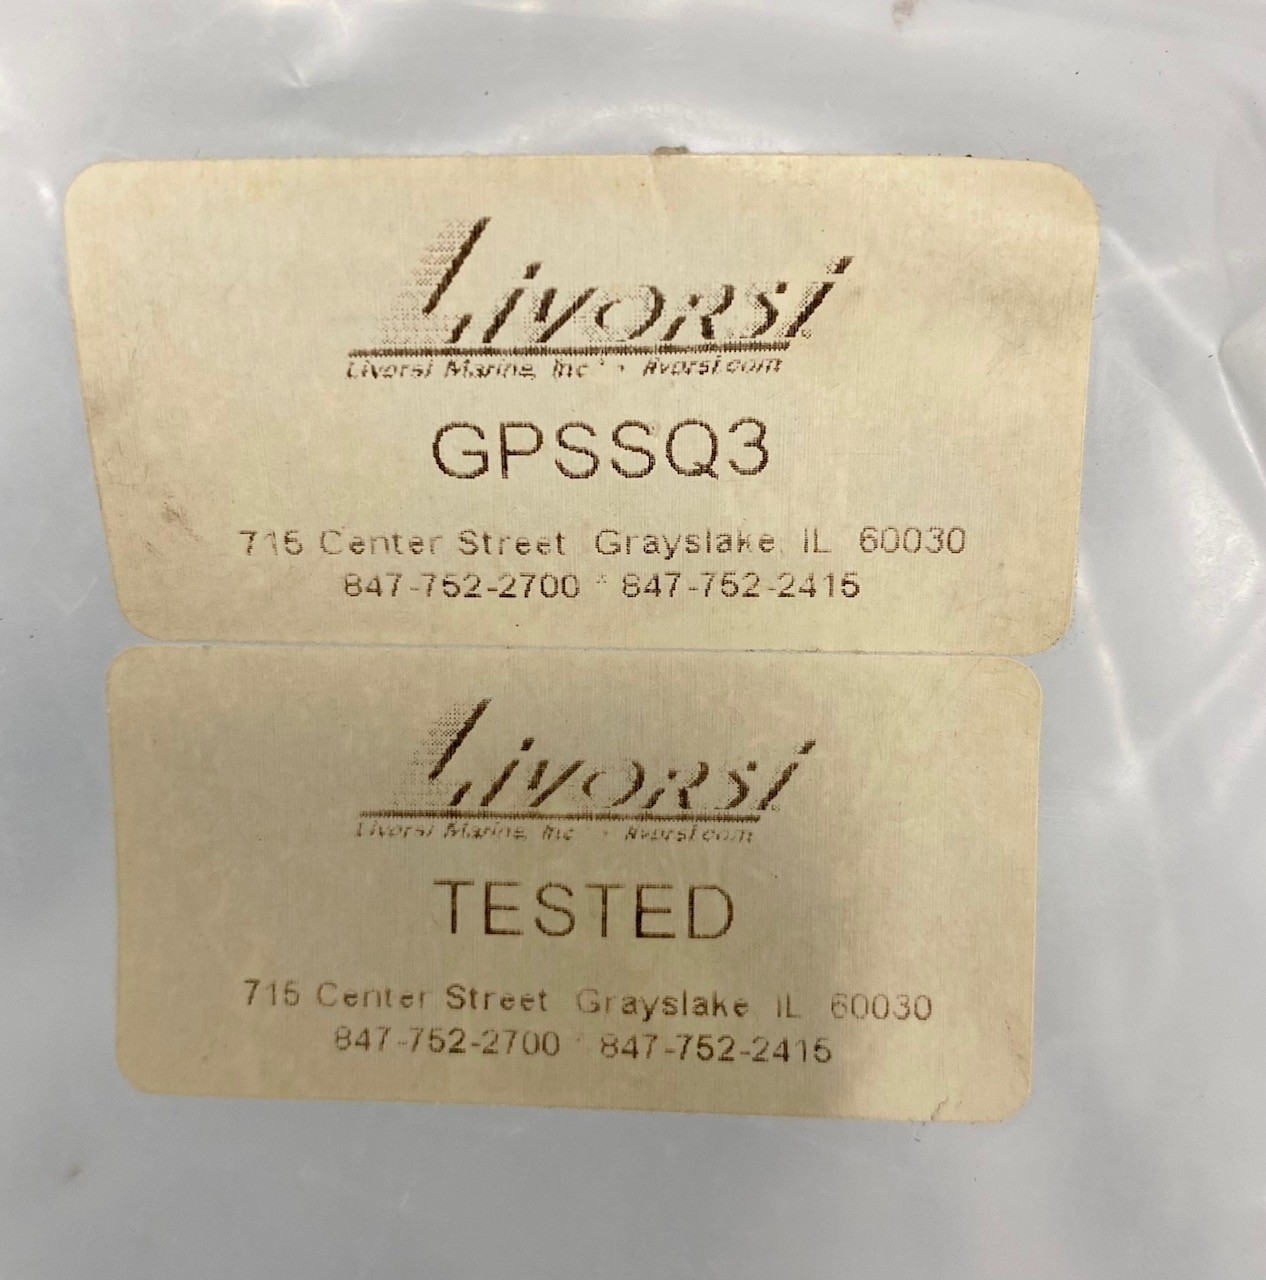 Livorsi
Livorsi Marine, Inc * livorsi.com
GPSSQ3
715 Center Street Grayslake, IL 60030
847-752-2700 * 847-752-2415
Livorsi
Livorsi Marine, Inc * livorsi.com
TESTED
715 Center Street Grayslake IL 60030
847-752-2700 * 847-752-2415